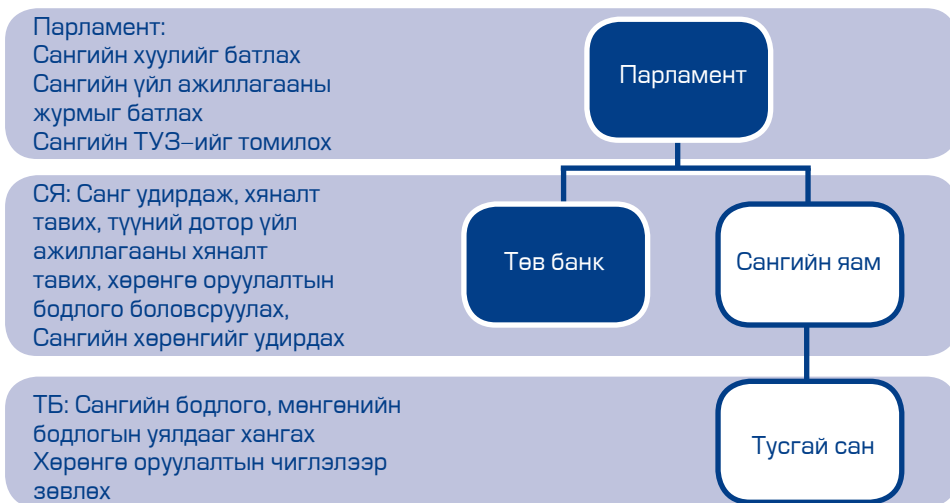 Парламент:
Сангийн хуулийг батлах
Сангийн үйл ажиллагааны
журмыг батлах
Сангийн ТУЗ–ийг томилох
Парламент
СЯ: Санг удирдаж, хяналт
тавих, түүний дотор үйл
ажиллагааны хяналт
тавих, хөрөнгө оруулалтын
бодлого боловсруулах,
Сангийн хөрөнгийг удирдах
Төв банк
Сангийн яам
ТБ: Сангийн бодлого, мөнгөнийн
бодлогын уялдааг хангах
Хөрөнгө оруулалтын чиглэлээр
зөвлөх
Тусгай сан